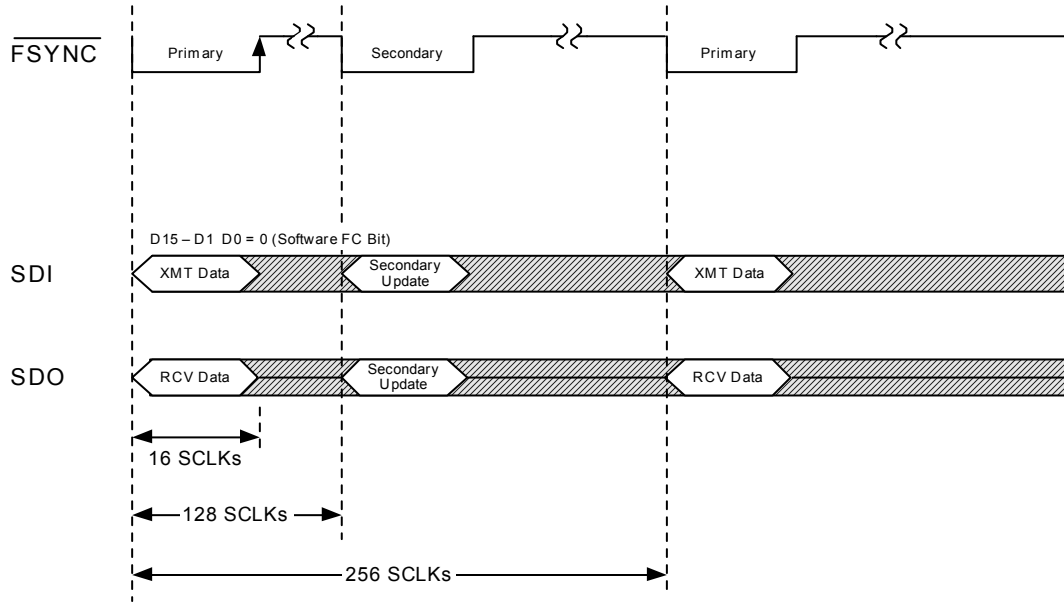 FSYNC
Primary
Secondary
Primary
D15 – D1 D0 = 0 (Software FC Bit)
SDI
XMT Data
Secondary
Update
XMT Data
SDO
RCV Data
Secondary
Update
RCV Data
16 SCLKs
128 SCLKs
256 SCLKs